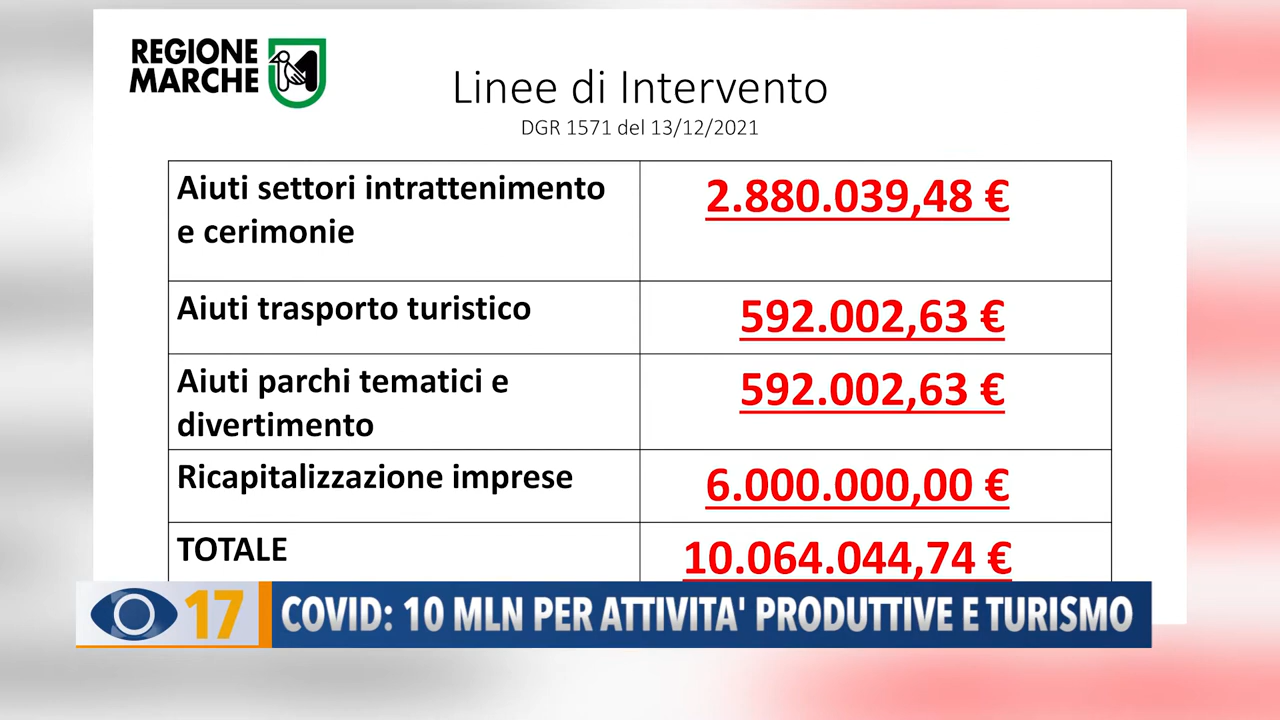 REGIONE
MARCHE
Linee di Intervento
DGR 1571 del 13/12/2021
Aiuti settori intrattenimento
e cerimonie
2.880.039,48 €
Aiuti trasporto turistico
592.002,63 €
Aiuti parchi tematici e
divertimento
592.002,63 €
Ricapitalizzazione imprese
6.000.000,00 €
TOTALE
10.064.044,74 €
17
COVID: 10 MLN PER ATTIVITA' PRODUTTIVE E TURISMO